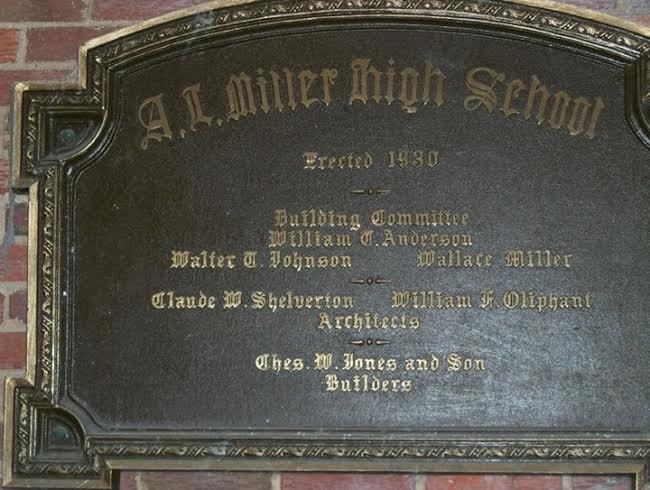 A. L. Miller High School
Erected 1930
Building Committee
William C. Anderson
Walter T. Johnson Wallace Miller
Claude W. Shelverton William F. Oliphant
Architects
Ches. W. Jones and Son
Builders